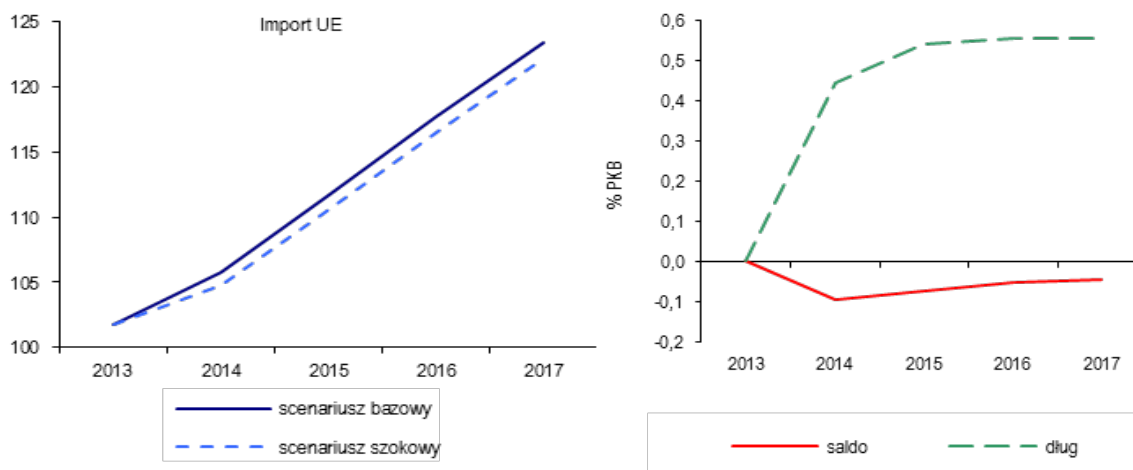 Import UE
125
120
115
110
105
100
2013 2014 2015 2016 2017
scenariusz bazowy
scenariusz szokowy
% PKB
0,6
0,5
0,4
0,3
0,2
0,1
0,0
-0,1
-0,2
2013 2014 2015 2016 2017
saldo dług